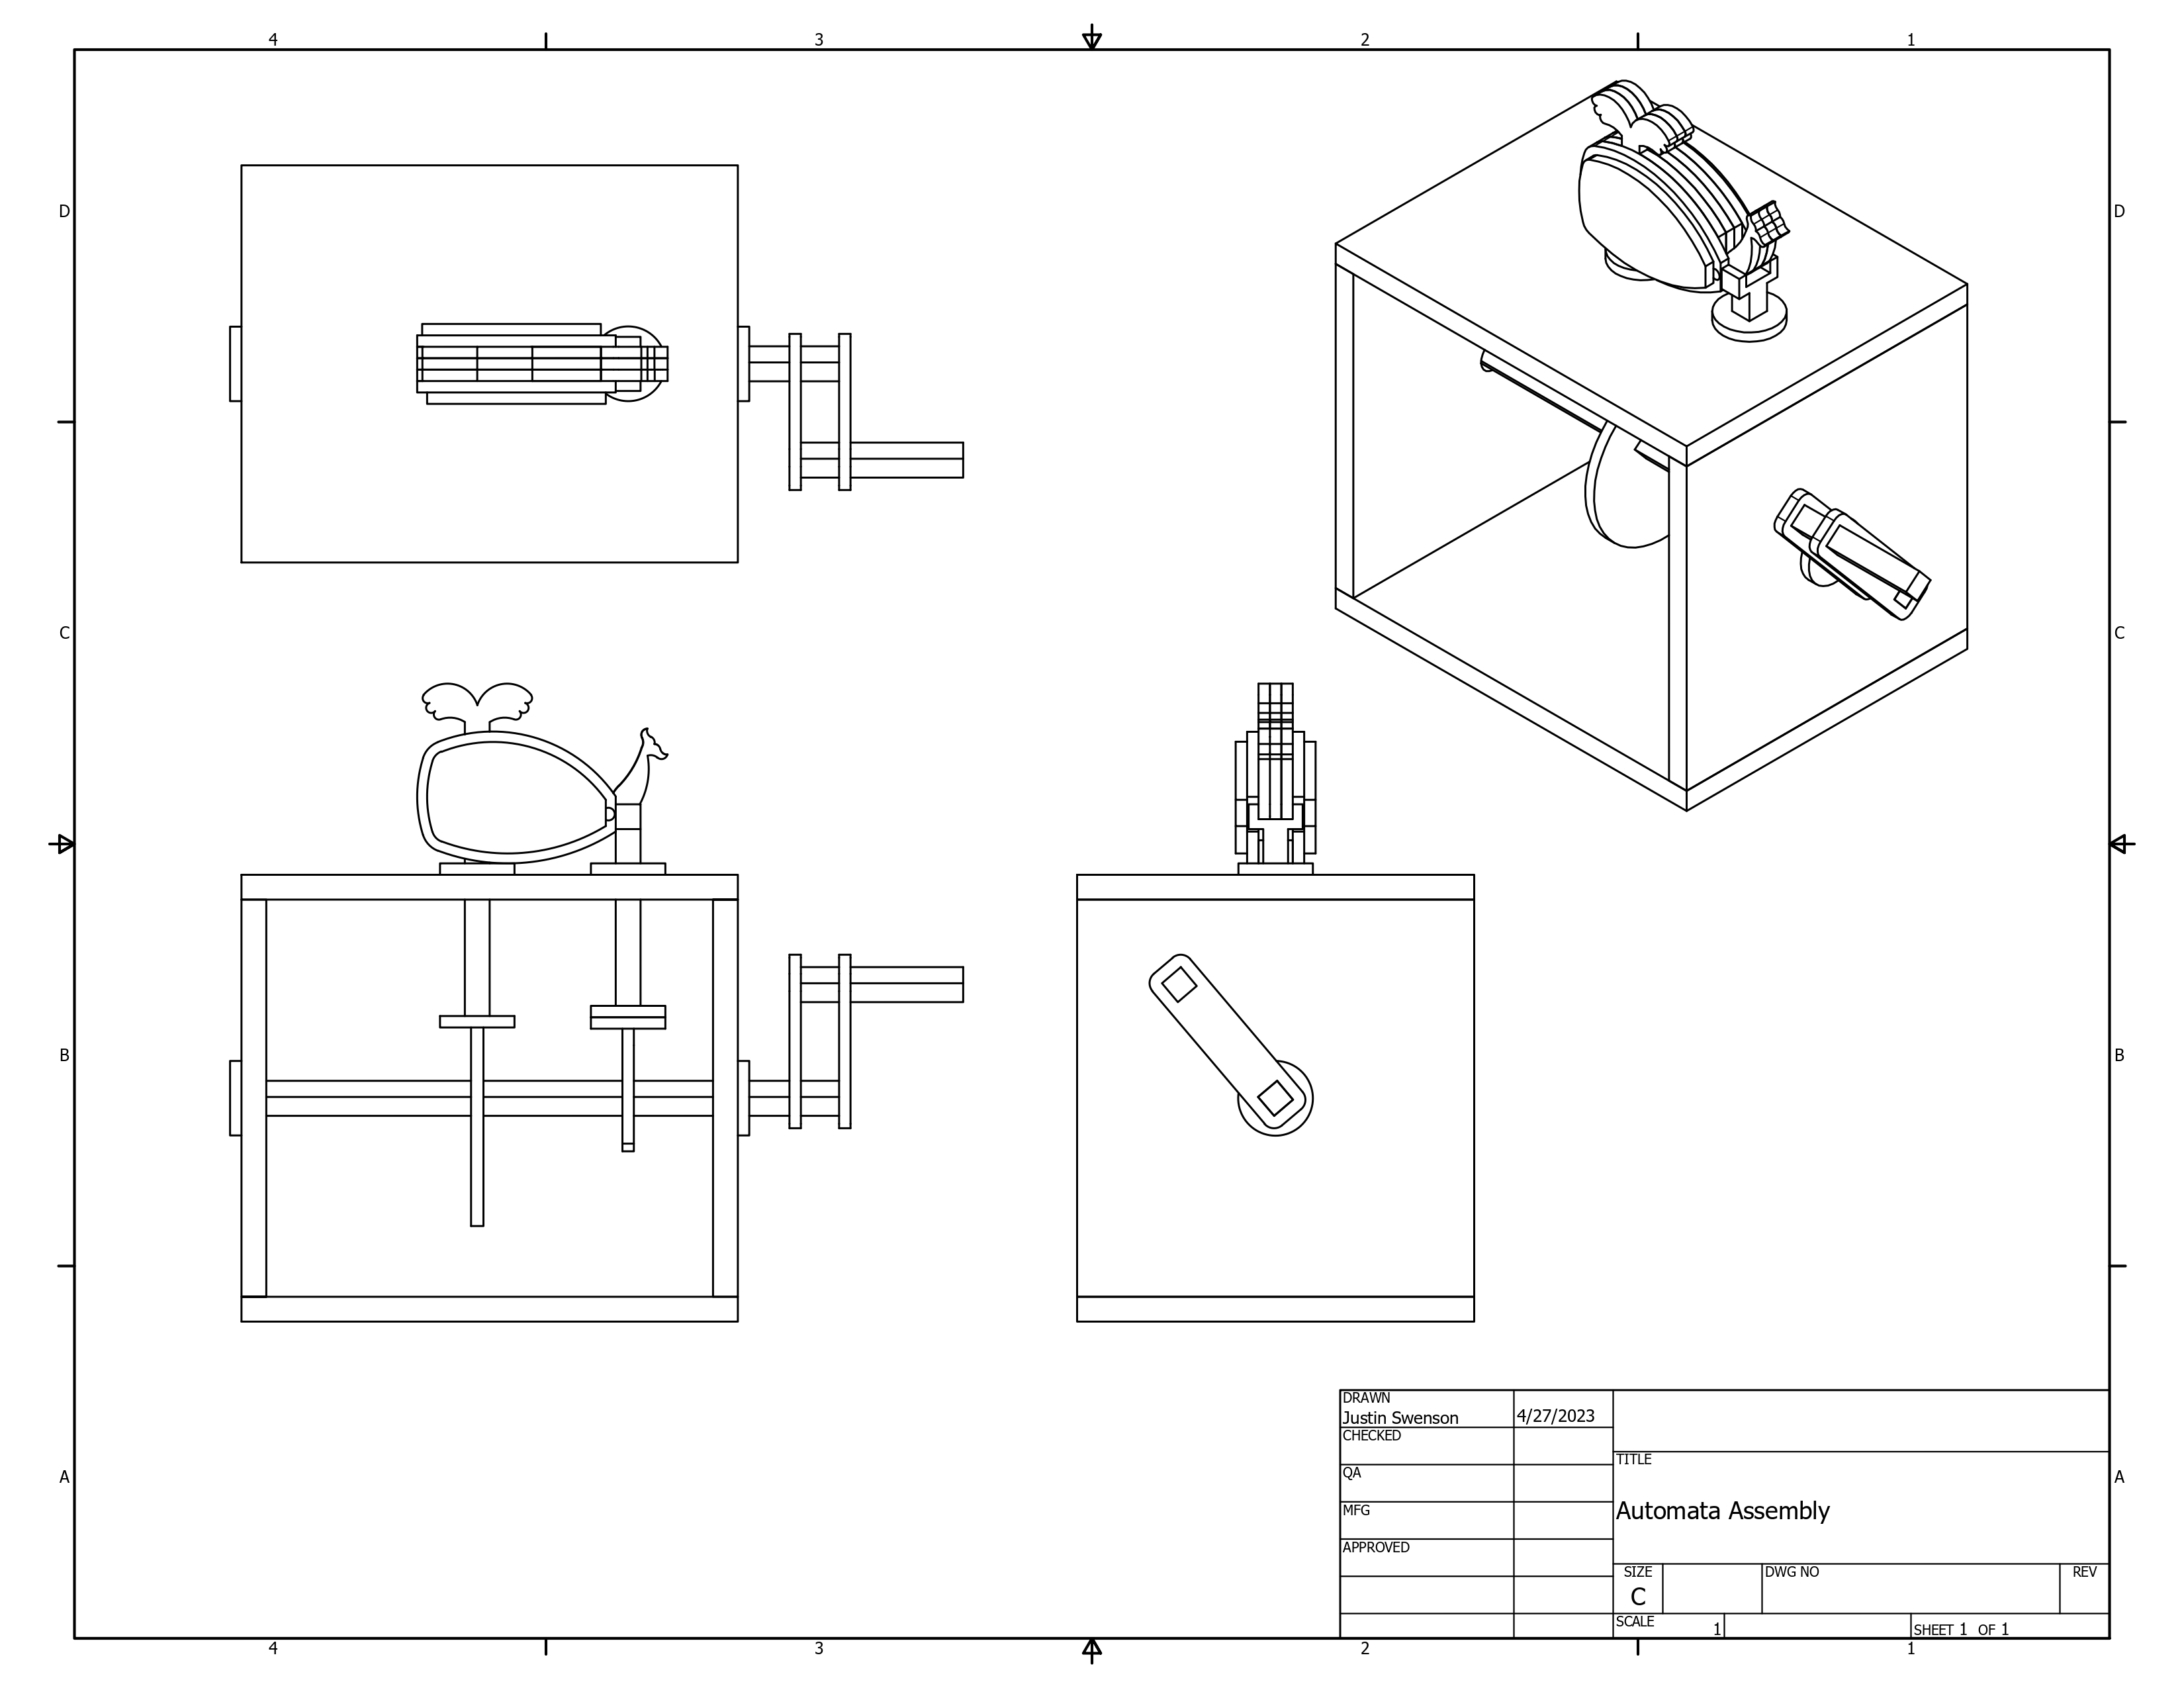 4 3 2 1
D D
C C
B B
A A
DRAWN
Justin Swenson 4/27/2023
CHECKED
QA
MFG
APPROVED
TITLE
Automata Assembly
SIZE DWG NO REV
C
SCALE 1 SHEET 1 OF 1
4 3 2 1